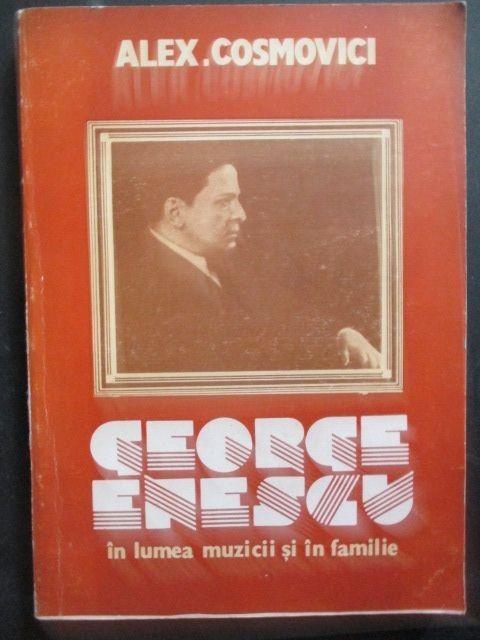 ALEX.COSMOVICI
GEORGE
ENESCU
în lumea muzicii și în familie